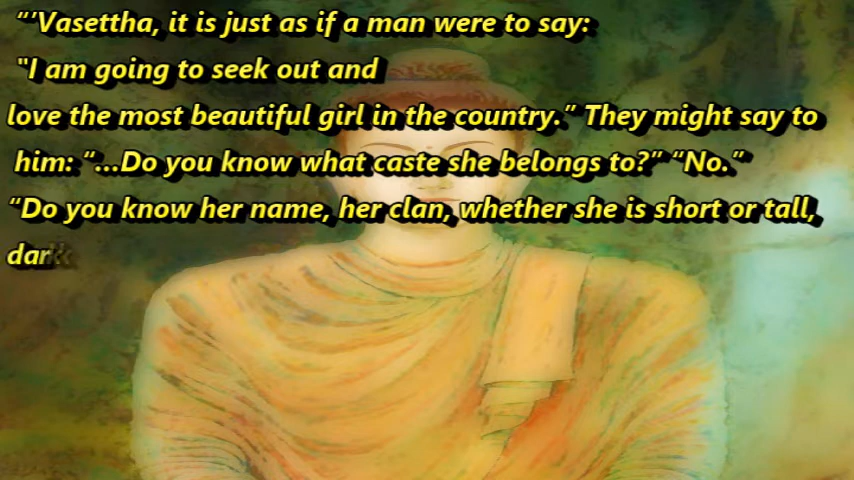 “‘Vasettha, it is just as if a man were to say:
"I am going to seek out and
love the most beautiful girl in the country.” They might say to
him: “...Do you know what caste she belongs to?” “No.”
“Do you know her name, her clan, whether she is short or tall,
dark